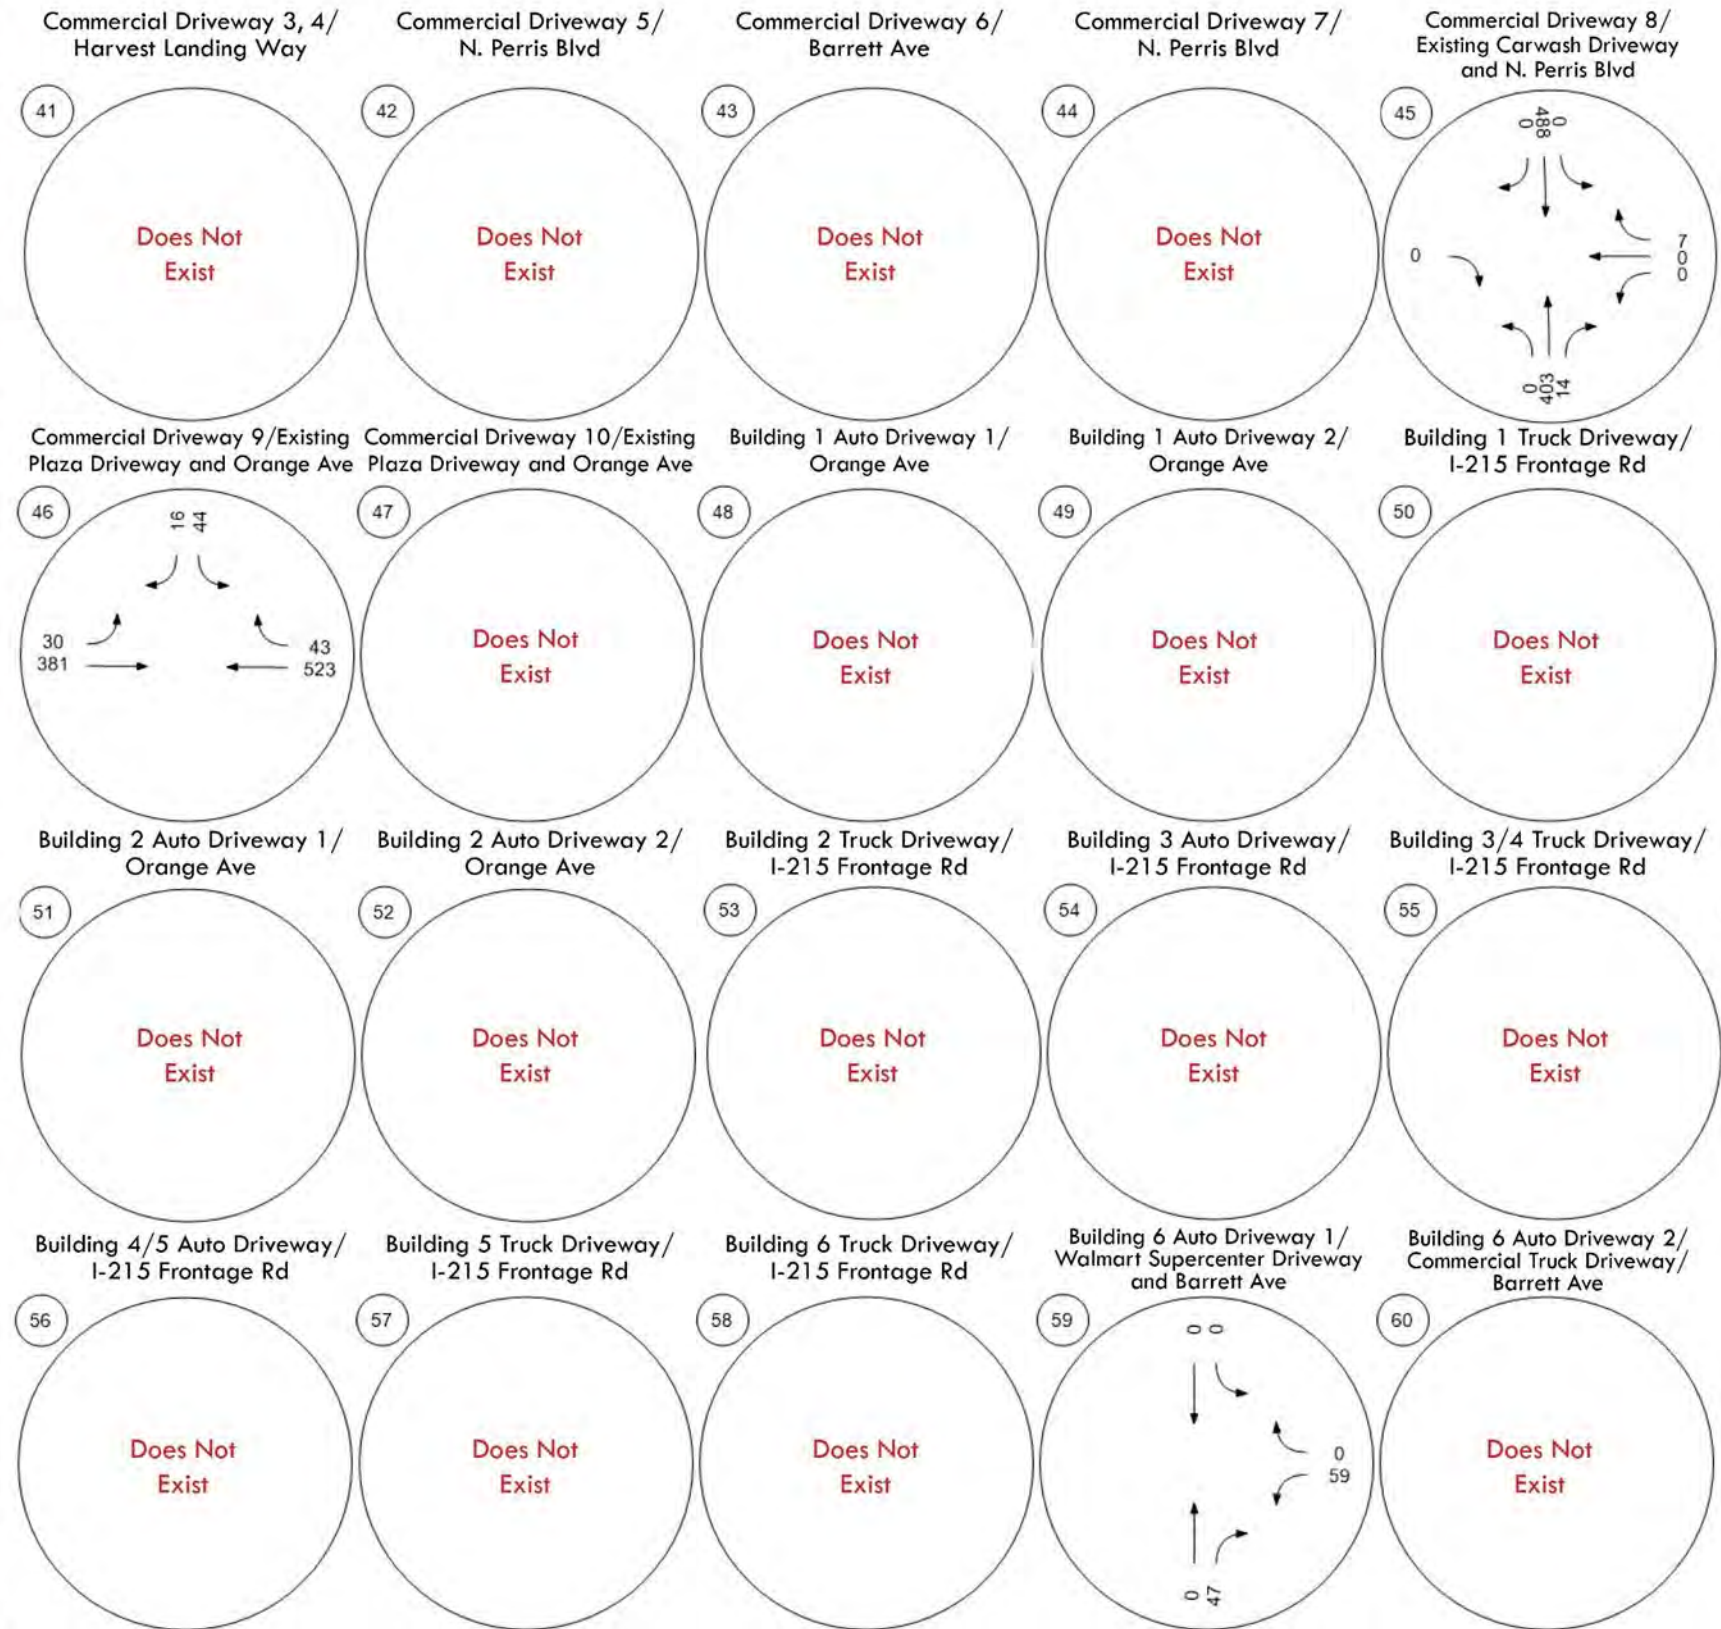 Commercial Driveway 3, 4/
Harvest Landing Way
Commercial Driveway 5/
N. Perris Blvd
Commercial Driveway 6/
Barrett Ave
Commercial Driveway 7/
N. Perris Blvd
Commercial Driveway 8/
Existing Carwash Driveway
and N. Perris Blvd
41
Does Not
Exist
42
Does Not
Exist
43
Does Not
Exist
44
Does Not
Exist
45
0
488
0
0
7
0
0
0
403
14
Commercial Driveway 9/Existing
Plaza Driveway and Orange Ave
Commercial Driveway 10/Existing
Plaza Driveway and Orange Ave
Building 1 Auto Driveway 1/
Orange Ave
Building 1 Auto Driveway 2/
Orange Ave
Building 1 Truck Driveway/
I-215 Frontage Rd
46
16
44
30
381
43
523
47
Does Not
Exist
48
Does Not
Exist
49
Does Not
Exist
50
Does Not
Exist
Building 2 Auto Driveway 1/
Orange Ave
Building 2 Auto Driveway 2/
Orange Ave
Building 2 Truck Driveway/
I-215 Frontage Rd
Building 3 Auto Driveway/
I-215 Frontage Rd
Building 3/4 Truck Driveway/
I-215 Frontage Rd
51
Does Not
Exist
52
Does Not
Exist
53
Does Not
Exist
54
Does Not
Exist
55
Does Not
Exist
Building 4/5 Auto Driveway/
I-215 Frontage Rd
Building 5 Truck Driveway/
I-215 Frontage Rd
Building 6 Truck Driveway/
I-215 Frontage Rd
Building 6 Auto Driveway 1/
Walmart Supercenter Driveway
and Barrett Ave
Building 6 Auto Driveway 2/
Commercial Truck Driveway/
Barrett Ave
56
Does Not
Exist
57
Does Not
Exist
58
Does Not
Exist
59
0
0
0
59
0
47
60
Does Not
Exist